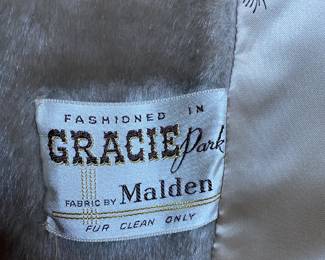 FASHIONED IN
GRACIE Park
FABRIC BY Malden
FUR CLEAN ONLY